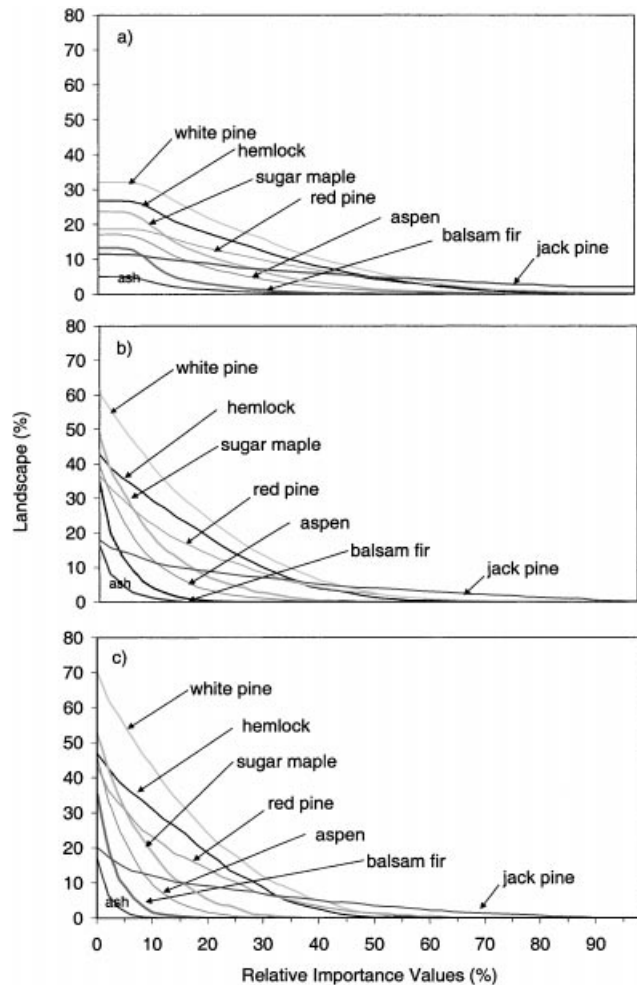 80
a)
70
60
50
white pine
hemlock
40
sugar maple
red pine
30
aspen
balsam fir
20
jack pine
10
ash
0
80
b)
70
white pine
60
hemlock
50
sugar maple
40
red pine
30
aspen
20
balsam fir
jack pine
10
ash
0
Landscape (%)
80
c)
70
white pine
60
hemlock
50
sugar maple
40
red pine
30
aspen
20
balsam fir
jack pine
10
ash
0
0 10 20 30 40 50 60 70 80 90
Relative Importance Values (%)